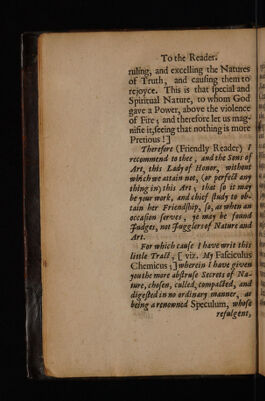 To the Reader.
ruling, and excelling the Natures
of Truth, and causing them to
rejoyce. This is that special and
Spiritual Nature, to whom God
gave a Power, above the violence
of Fire; and therefore let us mag-
nifie it, seeing that nothing is more
Pretious!]
Therefore (Friendly Reader) I
recommend to thee, and the Sons of
Art, this Lady of Honor, without
which we attain not, (or perfect any
thing in) this Art; that so it may
be your work, and chief study to ob-
tain her Friendship, so, as when an
occasion serves, ye may be found
Judges, not Jugglers of Nature and
Art.
For which cause I have writ this
little Tract, [viz. My Fasciculus
Chemicus;] wherein I have given
you the more abstruse Secrets of Na-
ture, chosen, culled, compacted, and
digested in no ordinary manner, as
being a renowned Speculum, whose
refulgent,